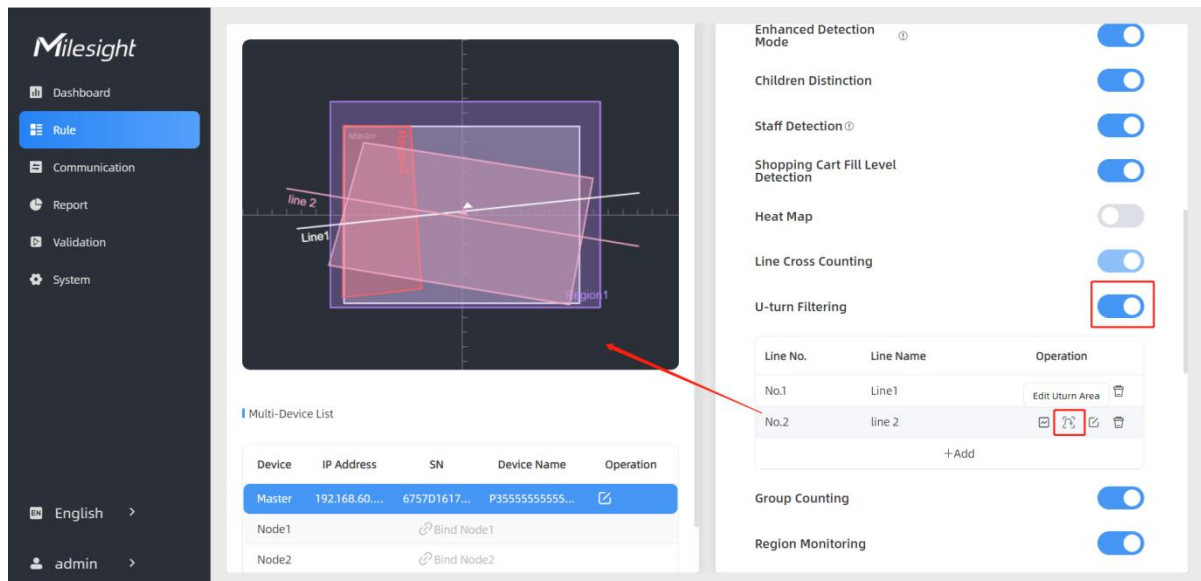 Milesight
Dashboard
Rule
Communication
Report
Validation
System
English
admin
Master
Region2
line 2
Line1
Region1
Multi-Device List
Device IP Address SN Device Name Operation
Master 192.168.60.... 6757D1617... P35555555555...
Node1 Bind Node1
Node2 Bind Node2
Enhanced Detection
Mode
Children Distinction
Staff Detection
Shopping Cart Fill Level
Detection
Heat Map
Line Cross Counting
U-turn Filtering
Line No. Line Name Operation
No.1 Line1
Edit Uturn Area
No.2 line 2
+Add
Group Counting
Region Monitoring